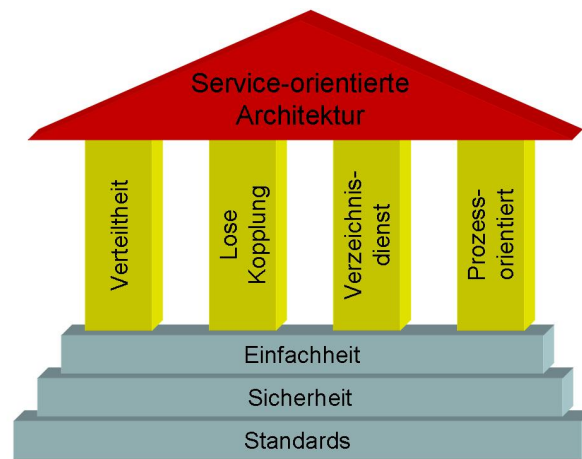 Service-orientierte
Architektur
Verteiltheit
Lose
Kopplung
Verzeichnis-
dienst
Prozess-
orientiert
Einfachheit
Sicherheit
Standards